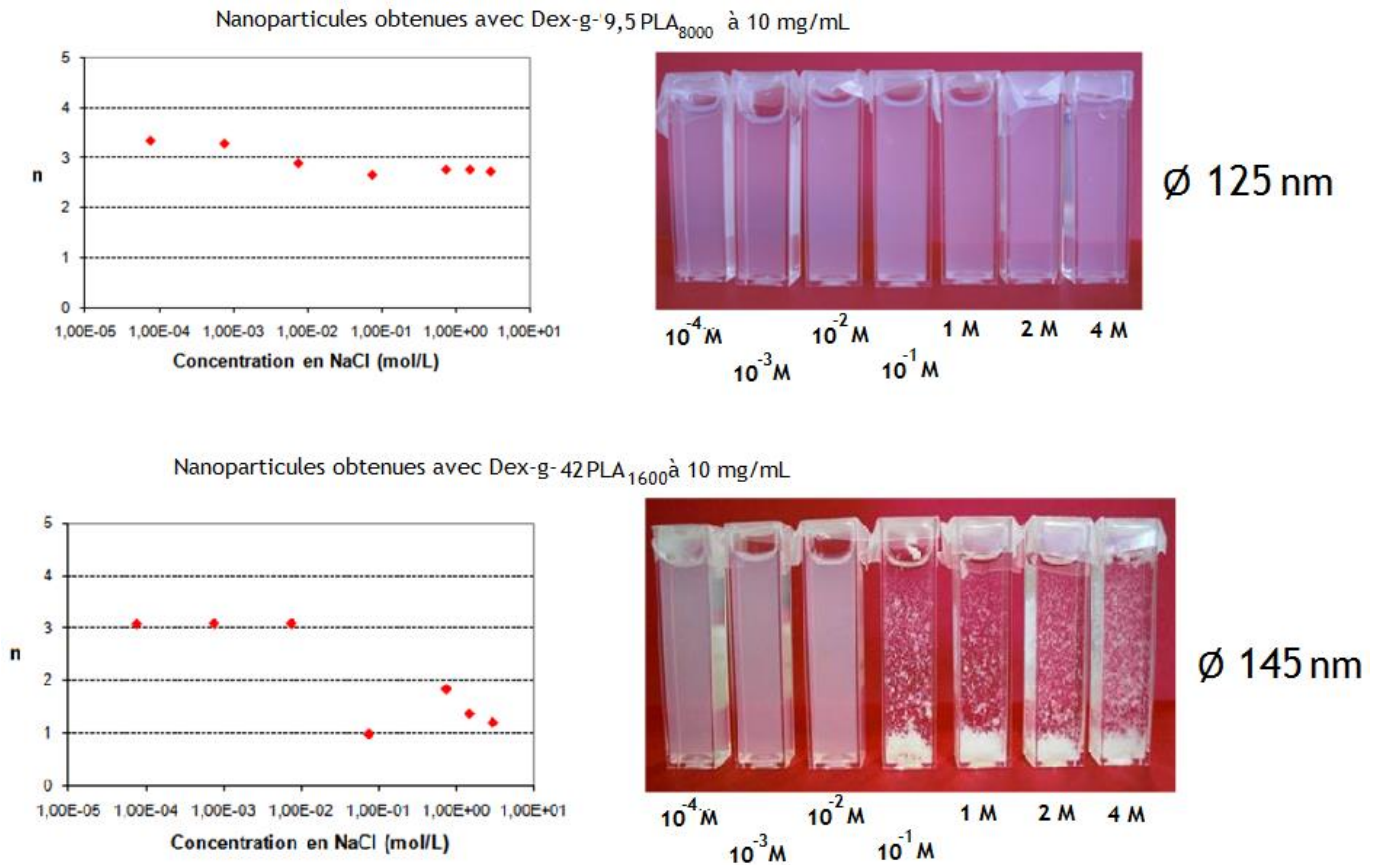 Nanoparticules obtenues avec Dex-g-9,5 PLA8000 à 10 mg/mL
5
4
3
2
1
0
n
1,00E-05 1,00E-04 1,00E-03 1,00E-02 1,00E-01 1,00E+00 1,00E+01
Concentration en NaCl (mol/L)
10-4 M 10-2 M 1 M 2 M 4 M
10-3 M 10-1 M
Ø 125 nm
Nanoparticules obtenues avec Dex-g-42 PLA1600 à 10 mg/mL
5
4
3
2
1
0
n
1,00E-05 1,00E-04 1,00E-03 1,00E-02 1,00E-01 1,00E+00 1,00E+01
Concentration en NaCl (mol/L)
10-4 M 10-2 M 1 M 2 M 4 M
10-3 M 10-1 M
Ø 145 nm